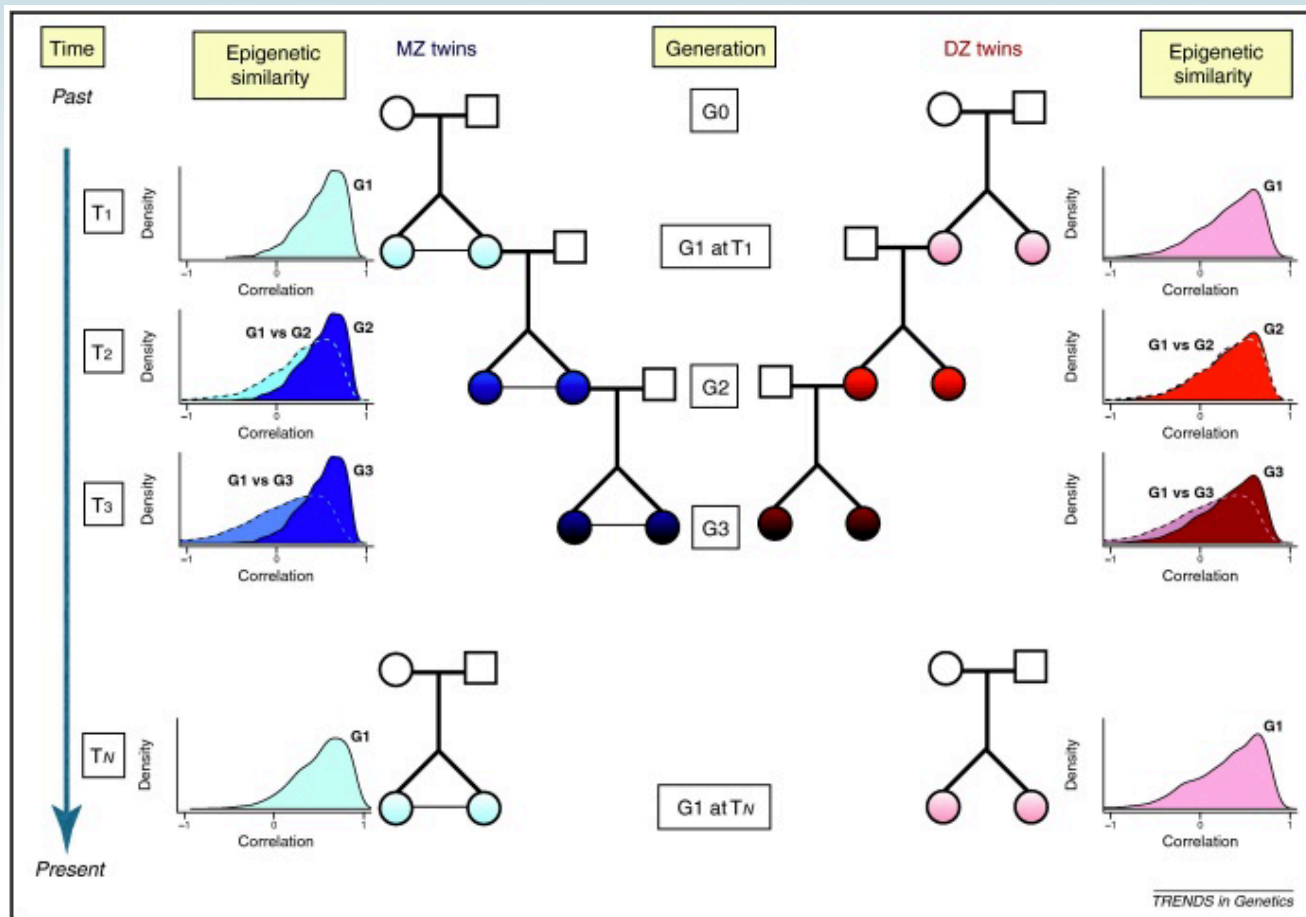 Time
Epigenetic
similarity
MZ twins
Generation
DZ twins
Epigenetic
similarity
Past
G0
T1
Density
G1
-1
0
1
Correlation
G1 at T1
Density
G1
-1
0
1
Correlation
T2
Density
G1 vs G2
G2
-1
0
1
Correlation
G2
Density
G1 vs G2
G2
-1
0
1
Correlation
T3
Density
G1 vs G3
G3
-1
0
1
Correlation
G3
Density
G1 vs G3
G3
-1
0
1
Correlation
TN
Density
G1
-1
0
1
Correlation
G1 at TN
Density
G1
-1
0
1
Correlation
Present
TRENDS in Genetics